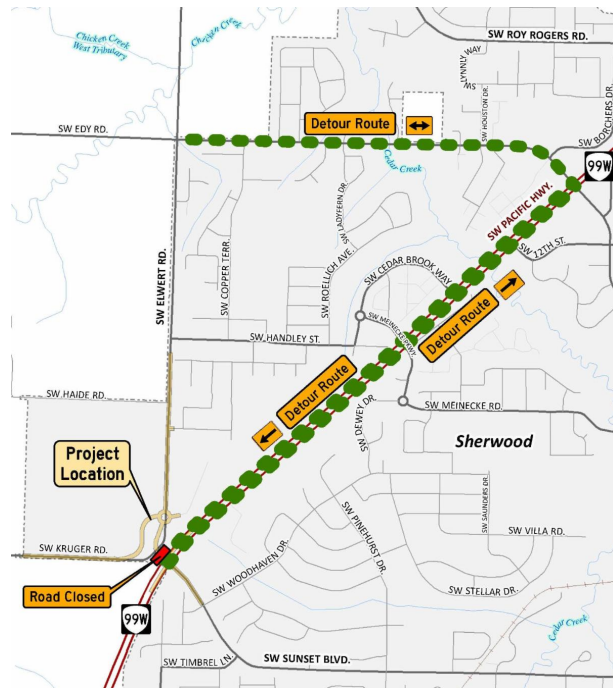 Chicken Creek
West Tributary
Chicken Creek
SW ROY ROGERS RD.
SW LYNNLY WAY
SW HOUSTON DR.
SW BORCHERS DR.
Detour Route
SW EDY RD.
99W
Cedar Creek
SW PACIFIC HWY.
SW LADYFERN DR
SW 12TH ST.
SW COPPER TERR.
SW ROELLICH AVE.
SW ELWERT RD.
SW CEDAR BROOK WAY
SW MEINECKE PKWY
Detour Route
SW HANDLEY ST.
Detour Route
SW HAIDE RD.
SW DEWEY DR.
SW MEINECKE RD.
Sherwood
Project
Location
SW SAUNDERS DR.
SW PINEHURST DR.
SW VILLA RD.
SW KRUGER RD.
SW WOODHAVEN DR.
SW STELLAR DR.
Road Closed
99W
Cedar Creek
SW TIMBREL LN.
SW SUNSET BLVD.